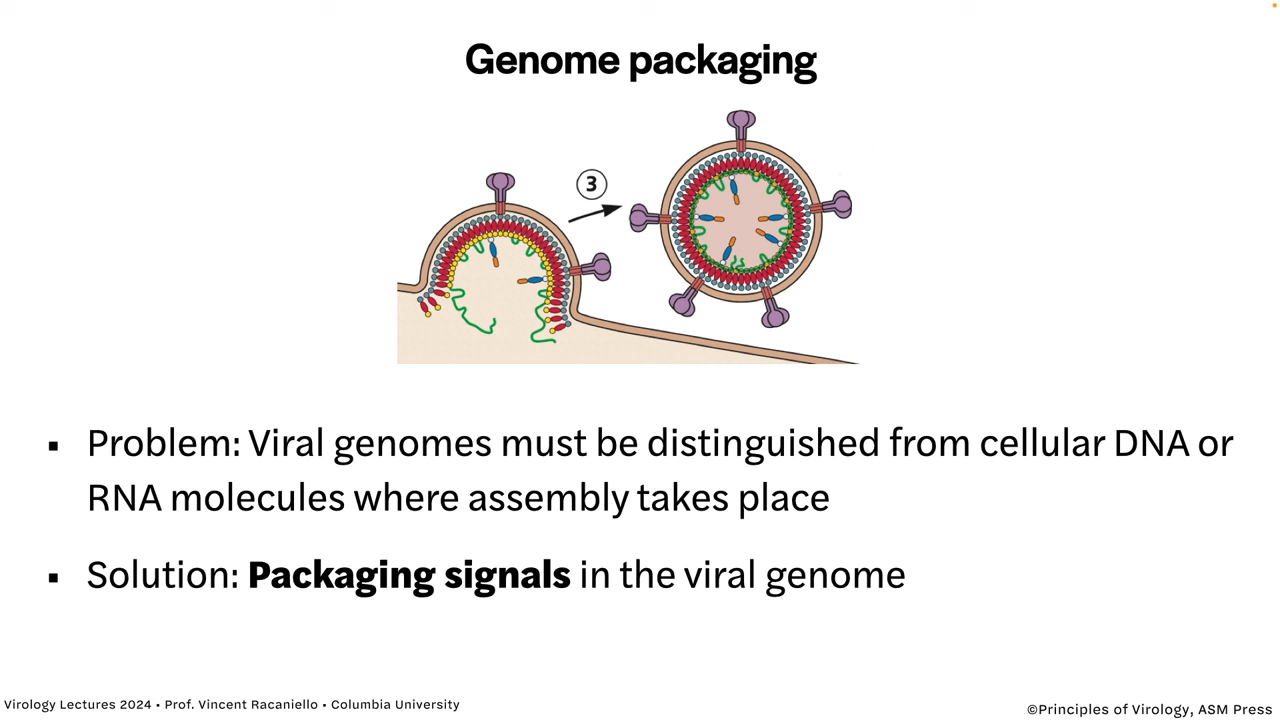 Genome packaging
3
▪ Problem: Viral genomes must be distinguished from cellular DNA or
RNA molecules where assembly takes place
▪ Solution: Packaging signals in the viral genome
Virology Lectures 2024 • Prof. Vincent Racaniello • Columbia University
©Principles of Virology, ASM Press